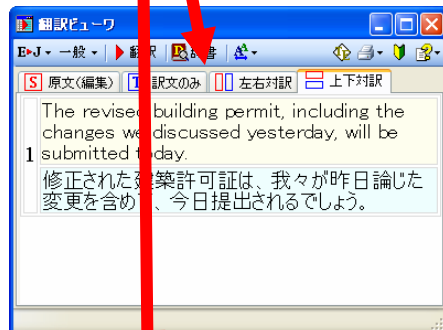 翻訳ビューワ
E▸J 一般 翻訳 辞書 あ
原文(編集) 訳文のみ 左右対訳 上下対訳
The revised building permit, including the
changes we discussed yesterday, will be
1 submitted today.
修正された建築許可証は、我々が昨日論じた
変更を含めて、今日提出されるでしょう。